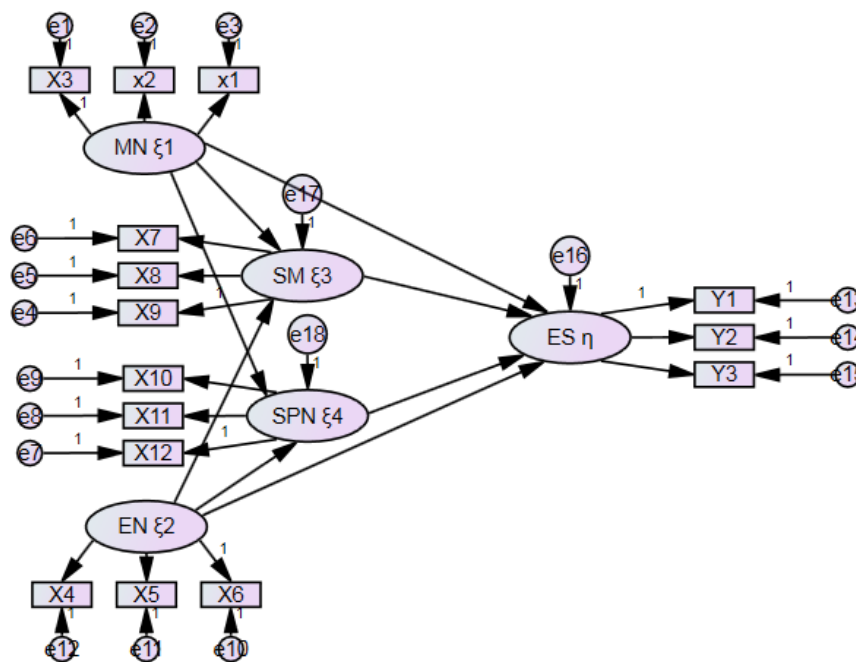 e1 e2 e3
1 1 1
X3 x2 x1
1
MN ξ1
e17
1
e6 1 X7
e5 1 X8 SM ξ3
e4 1 X9 1
e16
1
1 Y1 1 e13
ES η Y2 1 e14
Y3 1 e15
e18
1
e9 1 X10
e8 1 X11 SPN ξ4
e7 1 X12 1
EN ξ2
1
X4 X5 X6
1 1 1
e12 e11 e10